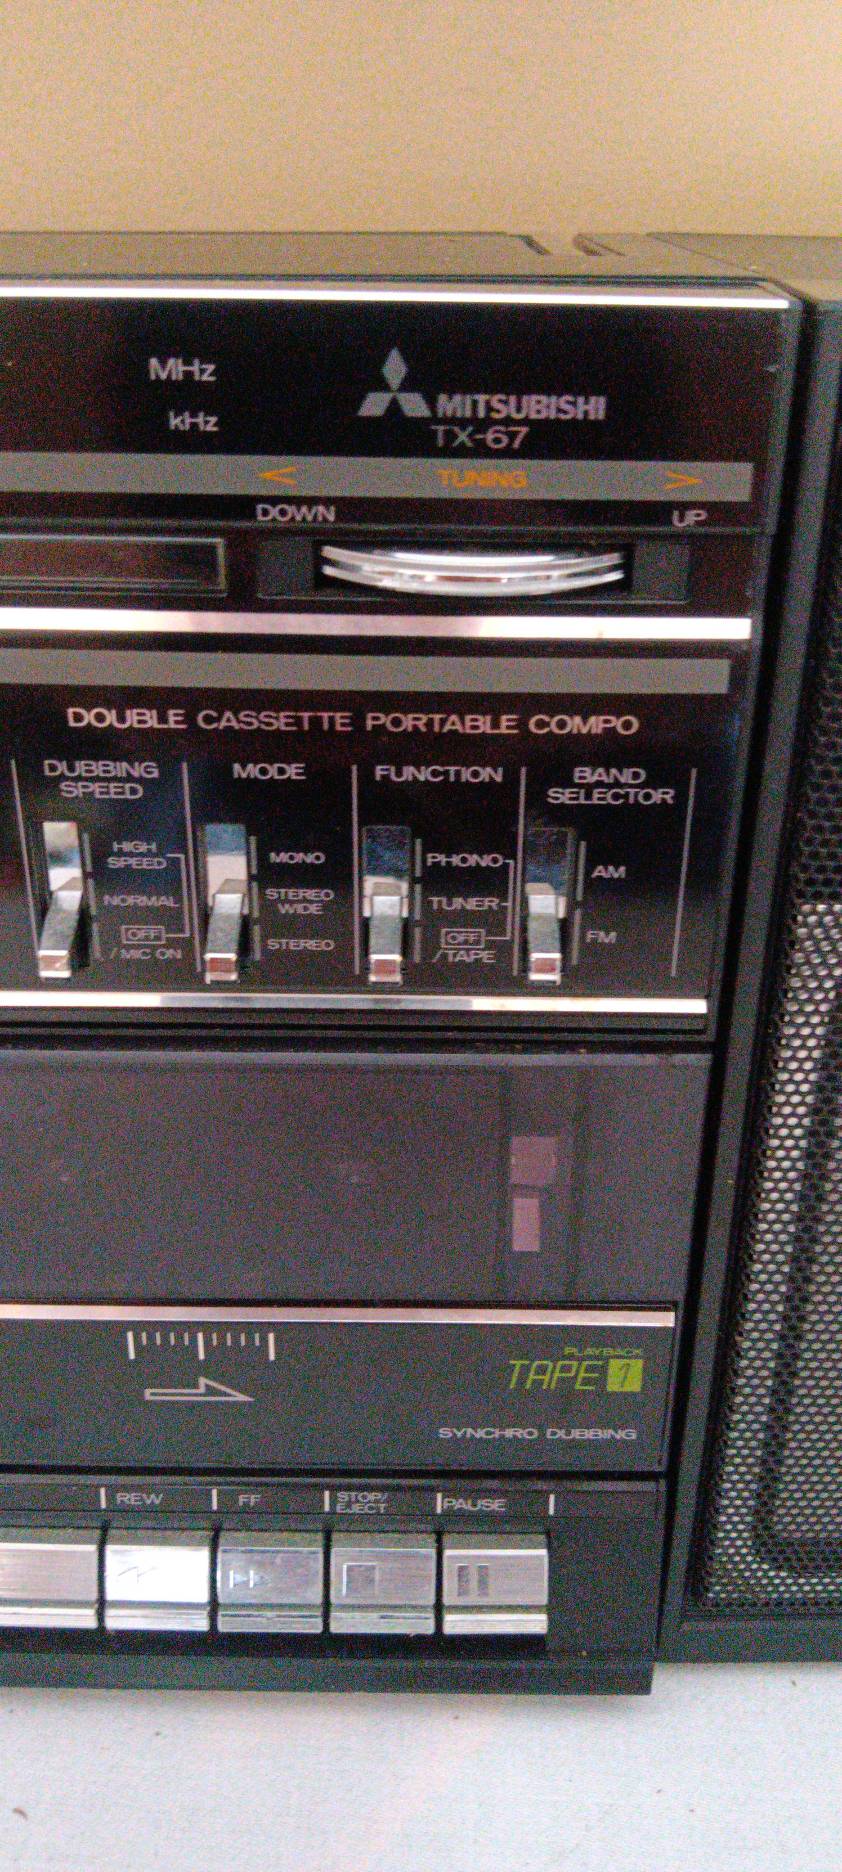 MHz
kHz
MITSUBISHI
TX-67
< TUNING >
DOWN UP
DOUBLE CASSETTE PORTABLE COMPO
DUBBING
SPEED
HIGH
SPEED
NORMAL
OFF
/MIC ON
MODE
MONO
STEREO
WIDE
STEREO
FUNCTION
PHONO
TUNER
OFF
/TAPE
BAND
SELECTOR
AM
FM
PLAYBACK
TAPE 1
SYNCHRO DUBBING
REW
FF
STOP/
EJECT
PAUSE